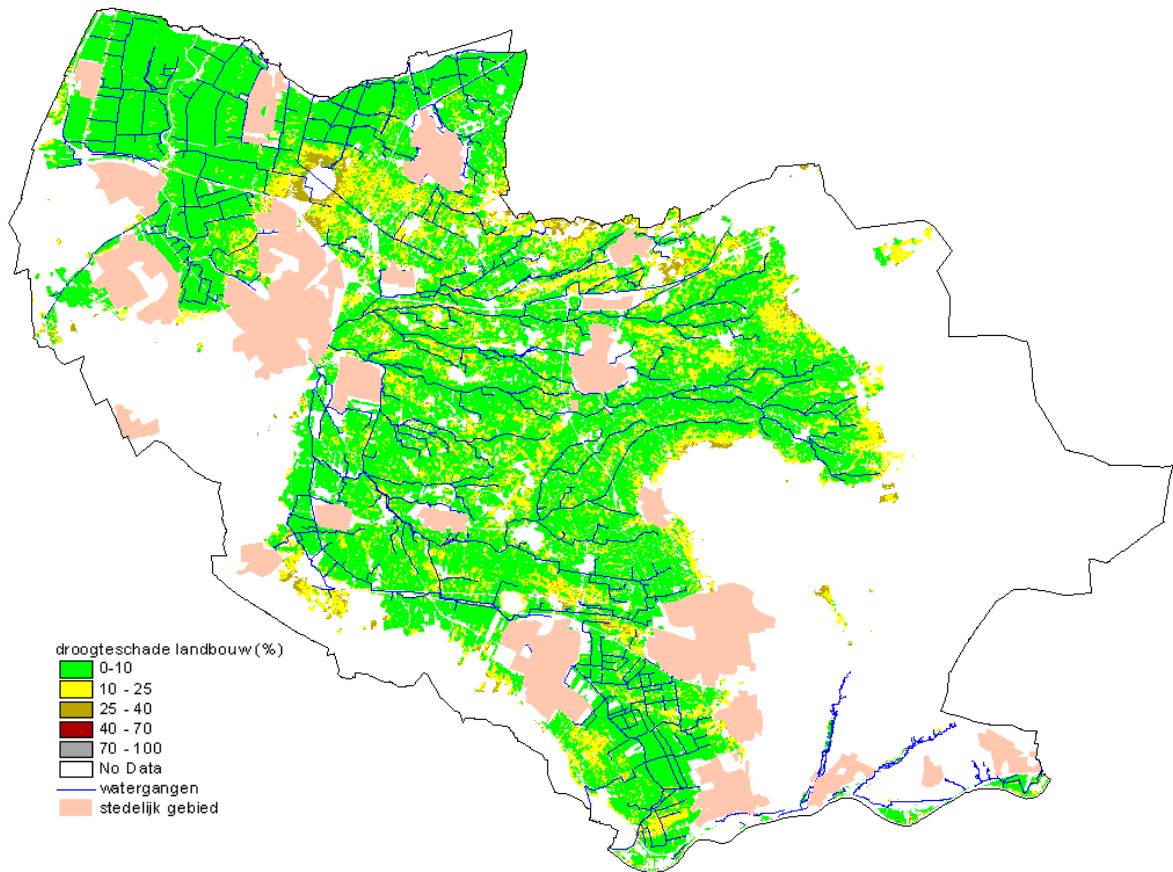 droogteschade landbouw (%)
0-10
10 - 25
25 - 40
40 - 70
70 - 100
No Data
watergangen
stedelijk gebied